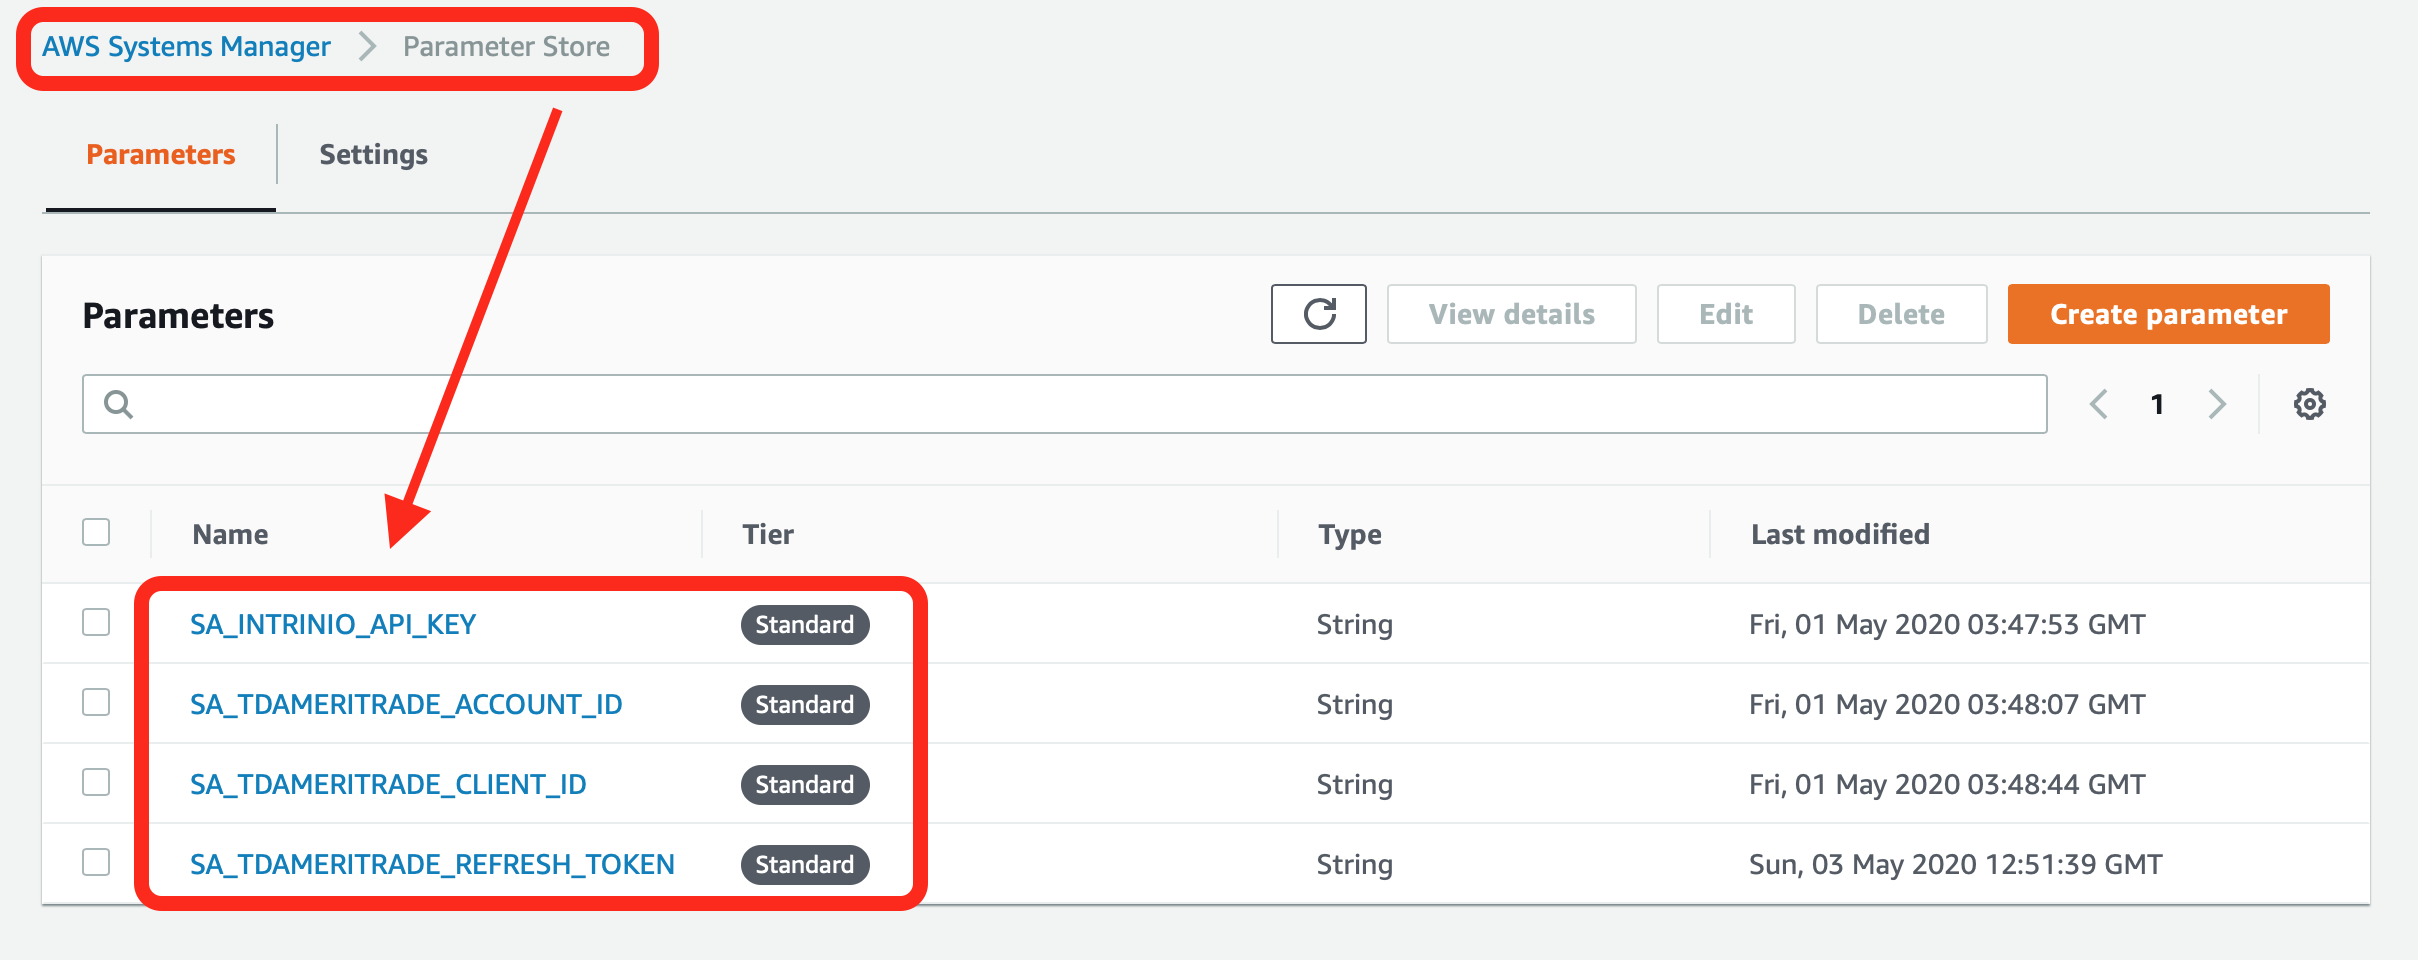 AWS Systems Manager > Parameter Store
Parameters Settings
Parameters View details Edit Delete Create parameter
1
Name Tier Type Last modified
SA_INTRINIO_API_KEY Standard String Fri, 01 May 2020 03:47:53 GMT
SA_TDAMERITRADE_ACCOUNT_ID Standard String Fri, 01 May 2020 03:48:07 GMT
SA_TDAMERITRADE_CLIENT_ID Standard String Fri, 01 May 2020 03:48:44 GMT
SA_TDAMERITRADE_REFRESH_TOKEN Standard String Sun, 03 May 2020 12:51:39 GMT